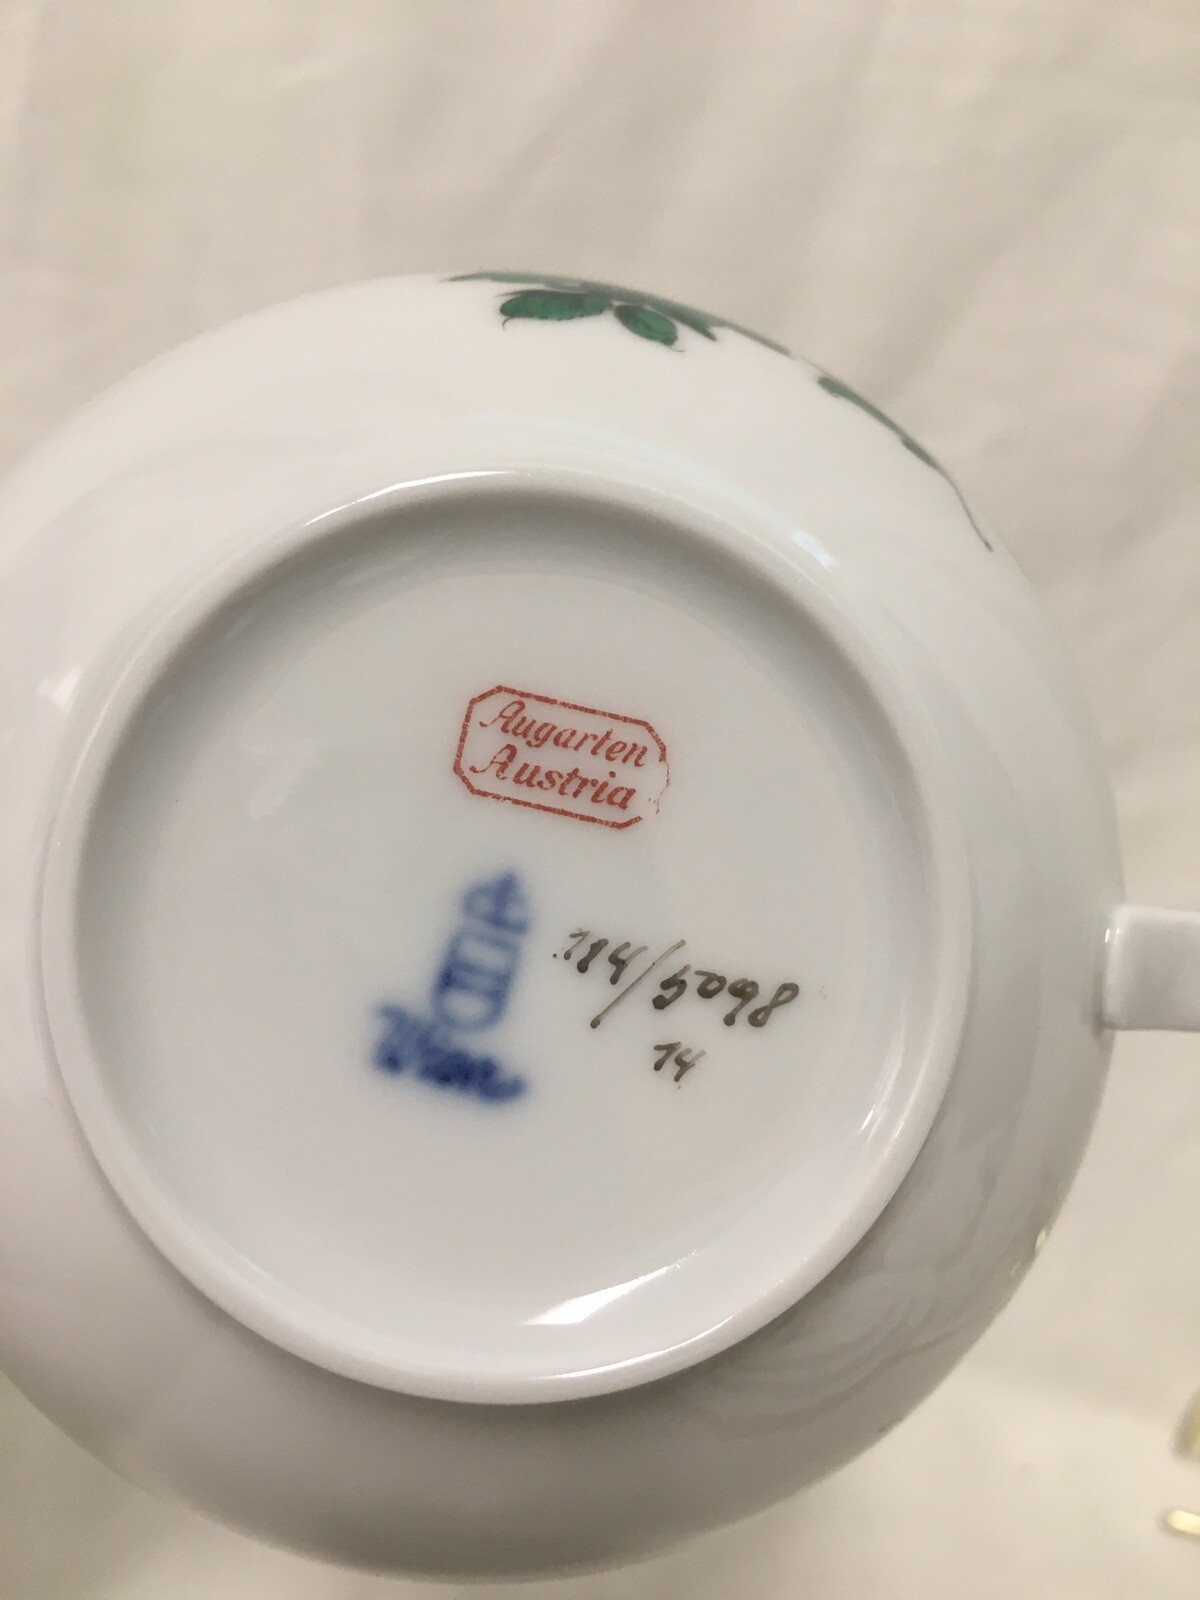 Augarten
Austria
Wien
114/5098
14